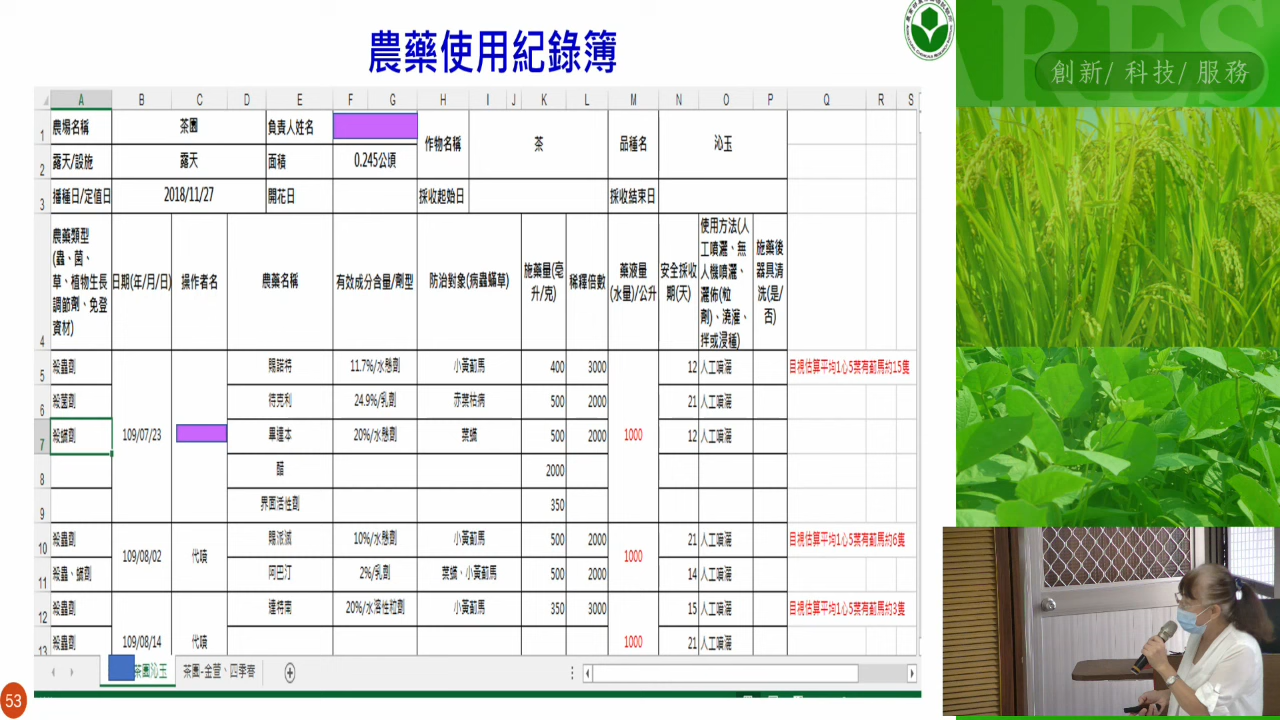 農藥使用紀錄簿
創新/ 科技/ 服務
A B C D E F G H I J K L M N O P Q R S
1 農場名稱 茶園 負責人姓名 作物名稱 茶 品種名 沁玉
2 露天/設施 露天 面積 0.245公頃
3 播種日/定值日 2018/11/27 開花日 採收起始日 採收結束日
4 農藥類型(蟲、菌、草、植物生長調節劑、免登資材) 日期(年/月/日) 操作者名 農藥名稱 有效成分含量/劑型 防治對象(病蟲蟎草) 施藥量(毫升/克) 稀釋倍數 藥液量(水量)/公升 安全採收期(天) 使用方法(人工噴灑、無人機噴灑、灑佈(粒劑)、澆灌、拌或浸種) 施藥後器具清洗(是/否)
5 殺蟲劑 賜諾特 11.7%/水懸劑 小黃薊馬 400 3000 12 人工噴灑 目視估算平均1心5葉有薊馬約15隻
6 殺菌劑 得克利 24.9%/乳劑 赤葉枯病 500 2000 21 人工噴灑
7 殺蟎劑 109/07/23 畢達本 20%/水懸劑 葉蟎 500 2000 1000 12 人工噴灑
8 醋 2000
9 界面活性劑 350
10 殺蟲劑 109/08/02 代噴 賜派滅 10%/水懸劑 小黃薊馬 500 2000 1000 21 人工噴灑 目視估算平均1心5葉有薊馬約6隻
11 殺蟲、蟎劑 阿巴汀 2%/乳劑 葉蟎、小黃薊馬 500 2000 14 人工噴灑
12 殺蟲劑 達特南 20%/水溶性粒劑 小黃薊馬 350 3000 15 人工噴灑 目視估算平均1心5葉有薊馬約3隻
13 殺蟲劑 109/08/14 代噴 1000 21 人工噴灑
茶園沁玉 茶園-金萱、四季春
53